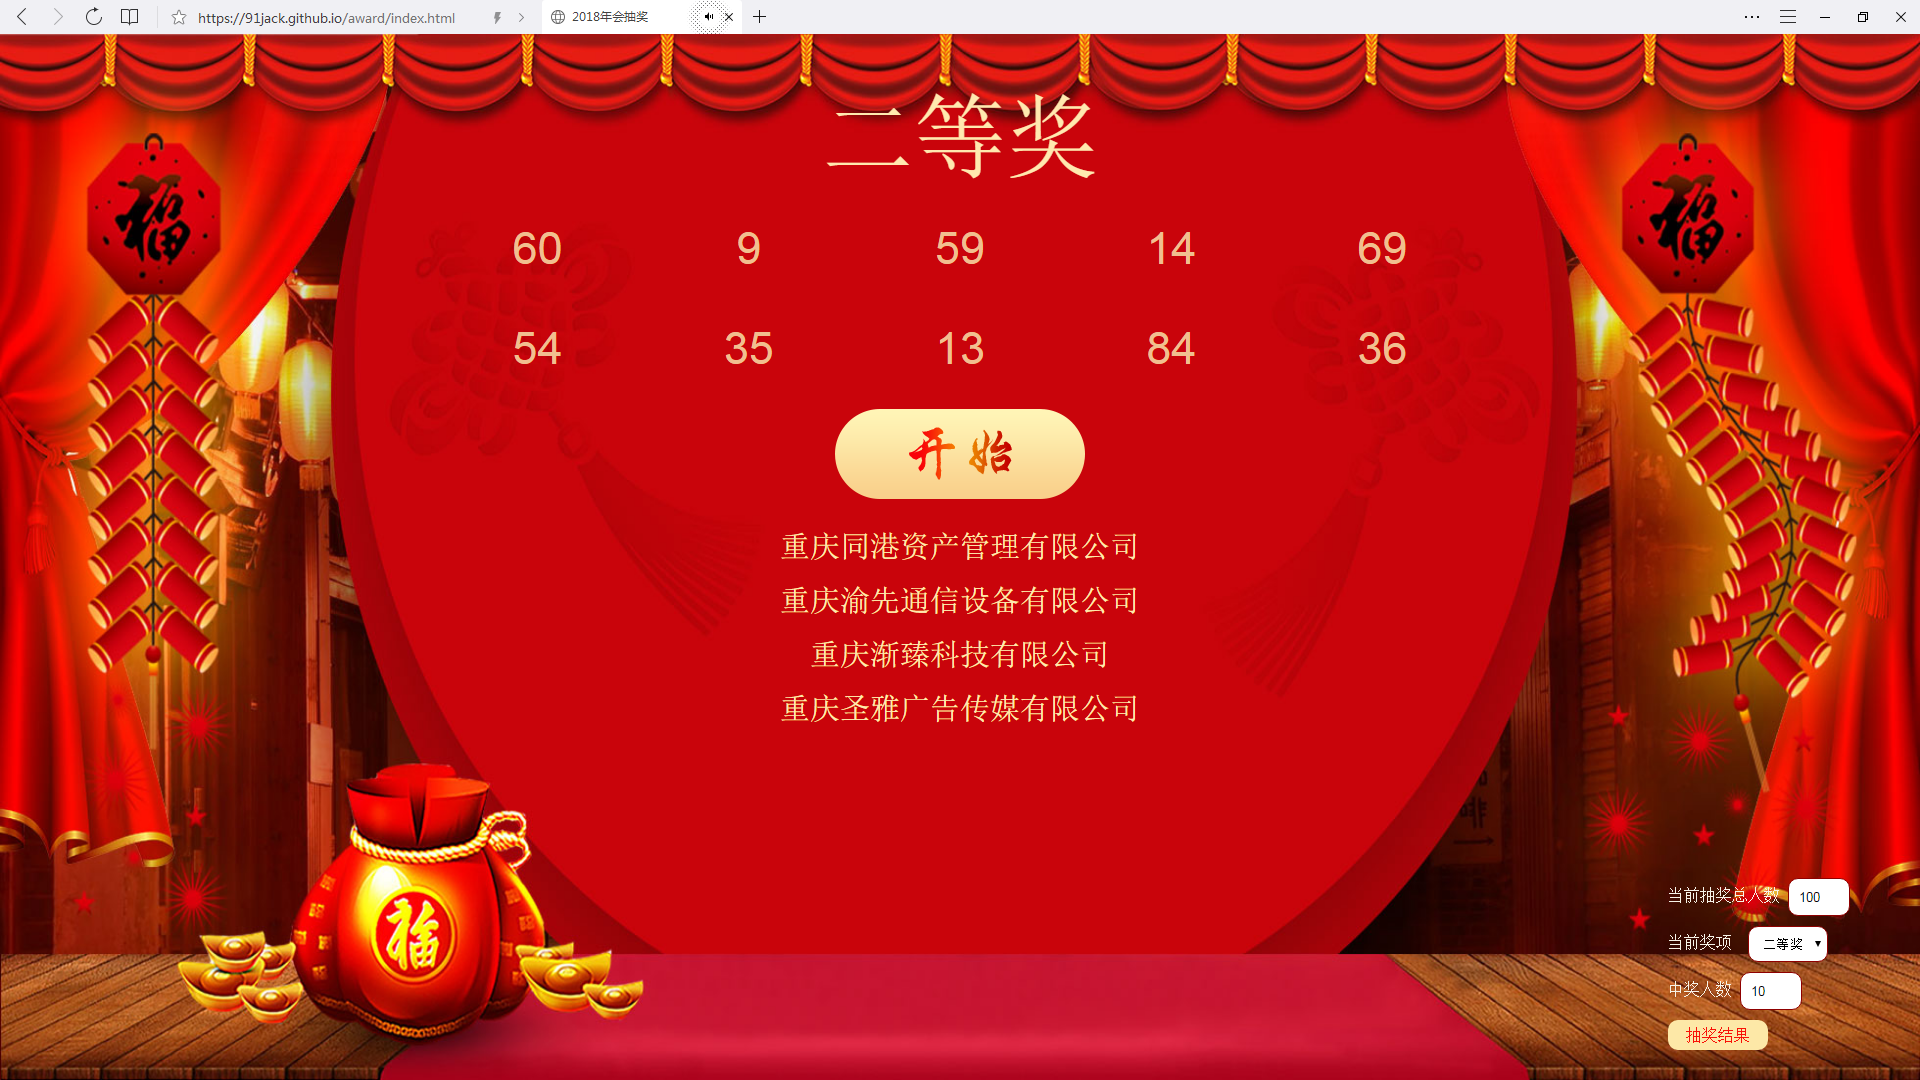 https://91jack.github.io/award/index.html
2018年会抽奖
二等奖
福
福
60 9 59 14 69
54 35 13 84 36
开始
重庆同港资产管理有限公司
重庆渝先通信设备有限公司
重庆渐臻科技有限公司
重庆圣雅广告传媒有限公司
福
当前抽奖总人数 100
当前奖项 二等奖
中奖人数 10
抽奖结果